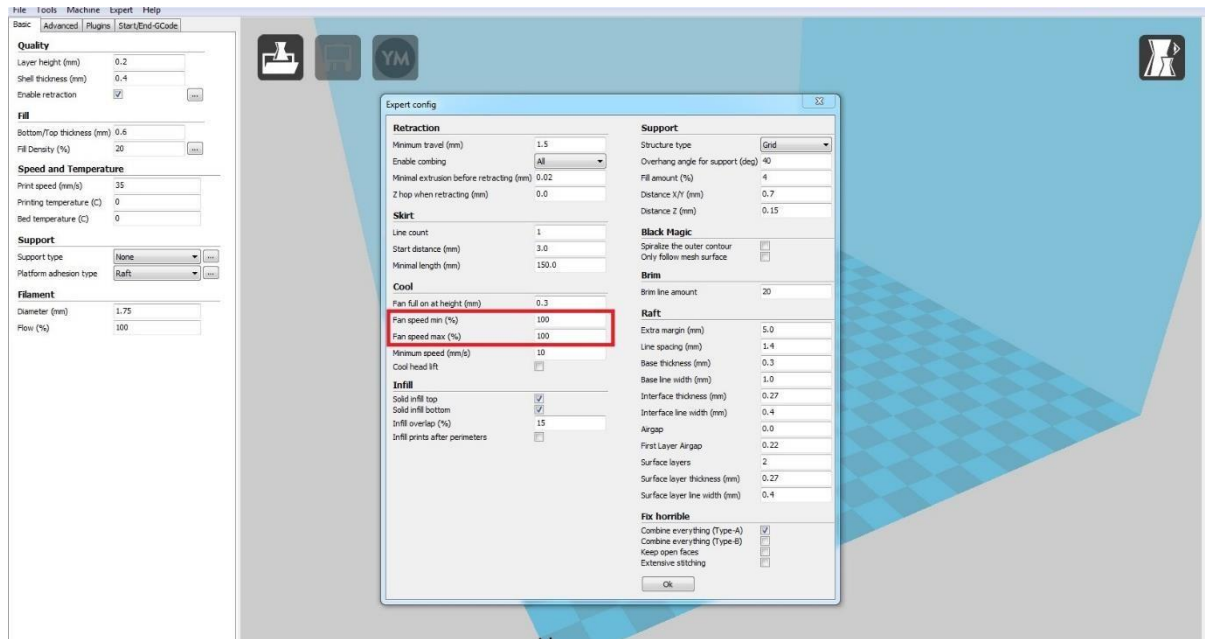 File Tools Machine Expert Help
Basic Advanced Plugins Start/End-GCode
Quality
Layer height (mm) 0.2
Shell thickness (mm) 0.4
Enable retraction ...
Fill
Bottom/Top thickness (mm) 0.6
Fill Density (%) 20 ...
Speed and Temperature
Print speed (mm/s) 35
Printing temperature (C) 0
Bed temperature (C) 0
Support
Support type None ...
Platform adhesion type Raft ...
Filament
Diameter (mm) 1.75
Flow (%) 100
YM
Expert config
Retraction
Minimum travel (mm) 1.5
Enable combing All
Minimal extrusion before retracting (mm) 0.02
Z hop when retracting (mm) 0.0
Skirt
Line count 1
Start distance (mm) 3.0
Minimal length (mm) 150.0
Cool
Fan full on at height (mm) 0.3
Fan speed min (%) 100
Fan speed max (%) 100
Minimum speed (mm/s) 10
Cool head lift
Infill
Solid infill top
Solid infill bottom
Infill overlap (%) 15
Infill prints after perimeters
Support
Structure type Grid
Overhang angle for support (deg) 40
Fill amount (%) 4
Distance X/Y (mm) 0.7
Distance Z (mm) 0.15
Black Magic
Spiralize the outer contour
Only follow mesh surface
Brim
Brim line amount 20
Raft
Extra margin (mm) 5.0
Line spacing (mm) 1.4
Base thickness (mm) 0.3
Base line width (mm) 1.0
Interface thickness (mm) 0.27
Interface line width (mm) 0.4
Airgap 0.0
First Layer Airgap 0.22
Surface layers 2
Surface layer thickness (mm) 0.27
Surface layer line width (mm) 0.4
Fix horrible
Combine everything (Type-A)
Combine everything (Type-B)
Keep open faces
Extensive stitching
Ok